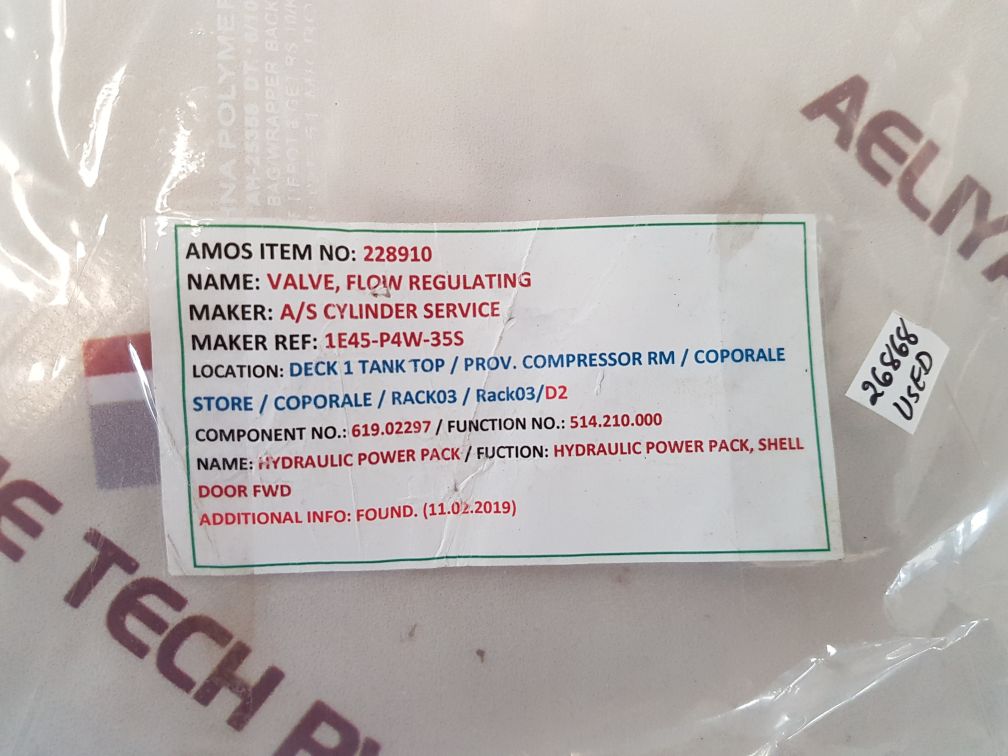 AMOS ITEM NO: 228910
NAME: VALVE, FLOW REGULATING
MAKER: A/S CYLINDER SERVICE
MAKER REF: 1E45-P4W-35S
LOCATION: DECK 1 TANK TOP / PROV. COMPRESSOR RM / COPORALE
STORE / COPORALE / RACK03 / Rack03/D2
COMPONENT NO.: 619.02297 / FUNCTION NO.: 514.210.000
NAME: HYDRAULIC POWER PACK / FUCTION: HYDRAULIC POWER PACK, SHELL
DOOR FWD
ADDITIONAL INFO: FOUND. (11.02.2019)
26868
USED
AELIYA
TECH
POLYMER